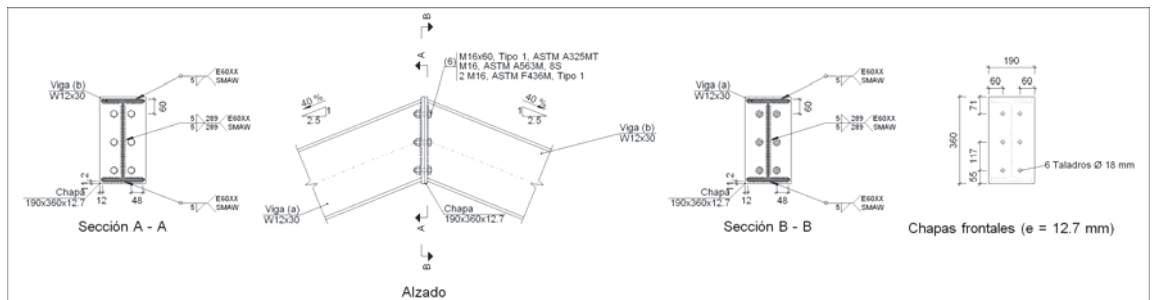 E60XX
5
SMAW
Viga (b)
W12x30
60
5 289 E60XX
5 289 SMAW
Chapa
190x360x12.7
12
48
E60XX
5
SMAW
Sección A - A
B
A
(6)
M16x60, Tipo 1, ASTM A325MT
M16, ASTM A563M, 8S
2 M16, ASTM F436M, Tipo 1
40 %
2.5
40 %
2.5
Viga (b)
W12x30
Viga (a)
W12x30
Chapa
190x360x12.7
A
B
Alzado
E60XX
5
SMAW
Viga (a)
W12x30
60
5 289 E60XX
5 289 SMAW
Chapa
190x360x12.7
12
48
E60XX
5
SMAW
Sección B - B
190
60 60
71
360
117
55
6 Taladros Ø 18 mm
Chapas frontales (e = 12.7 mm)